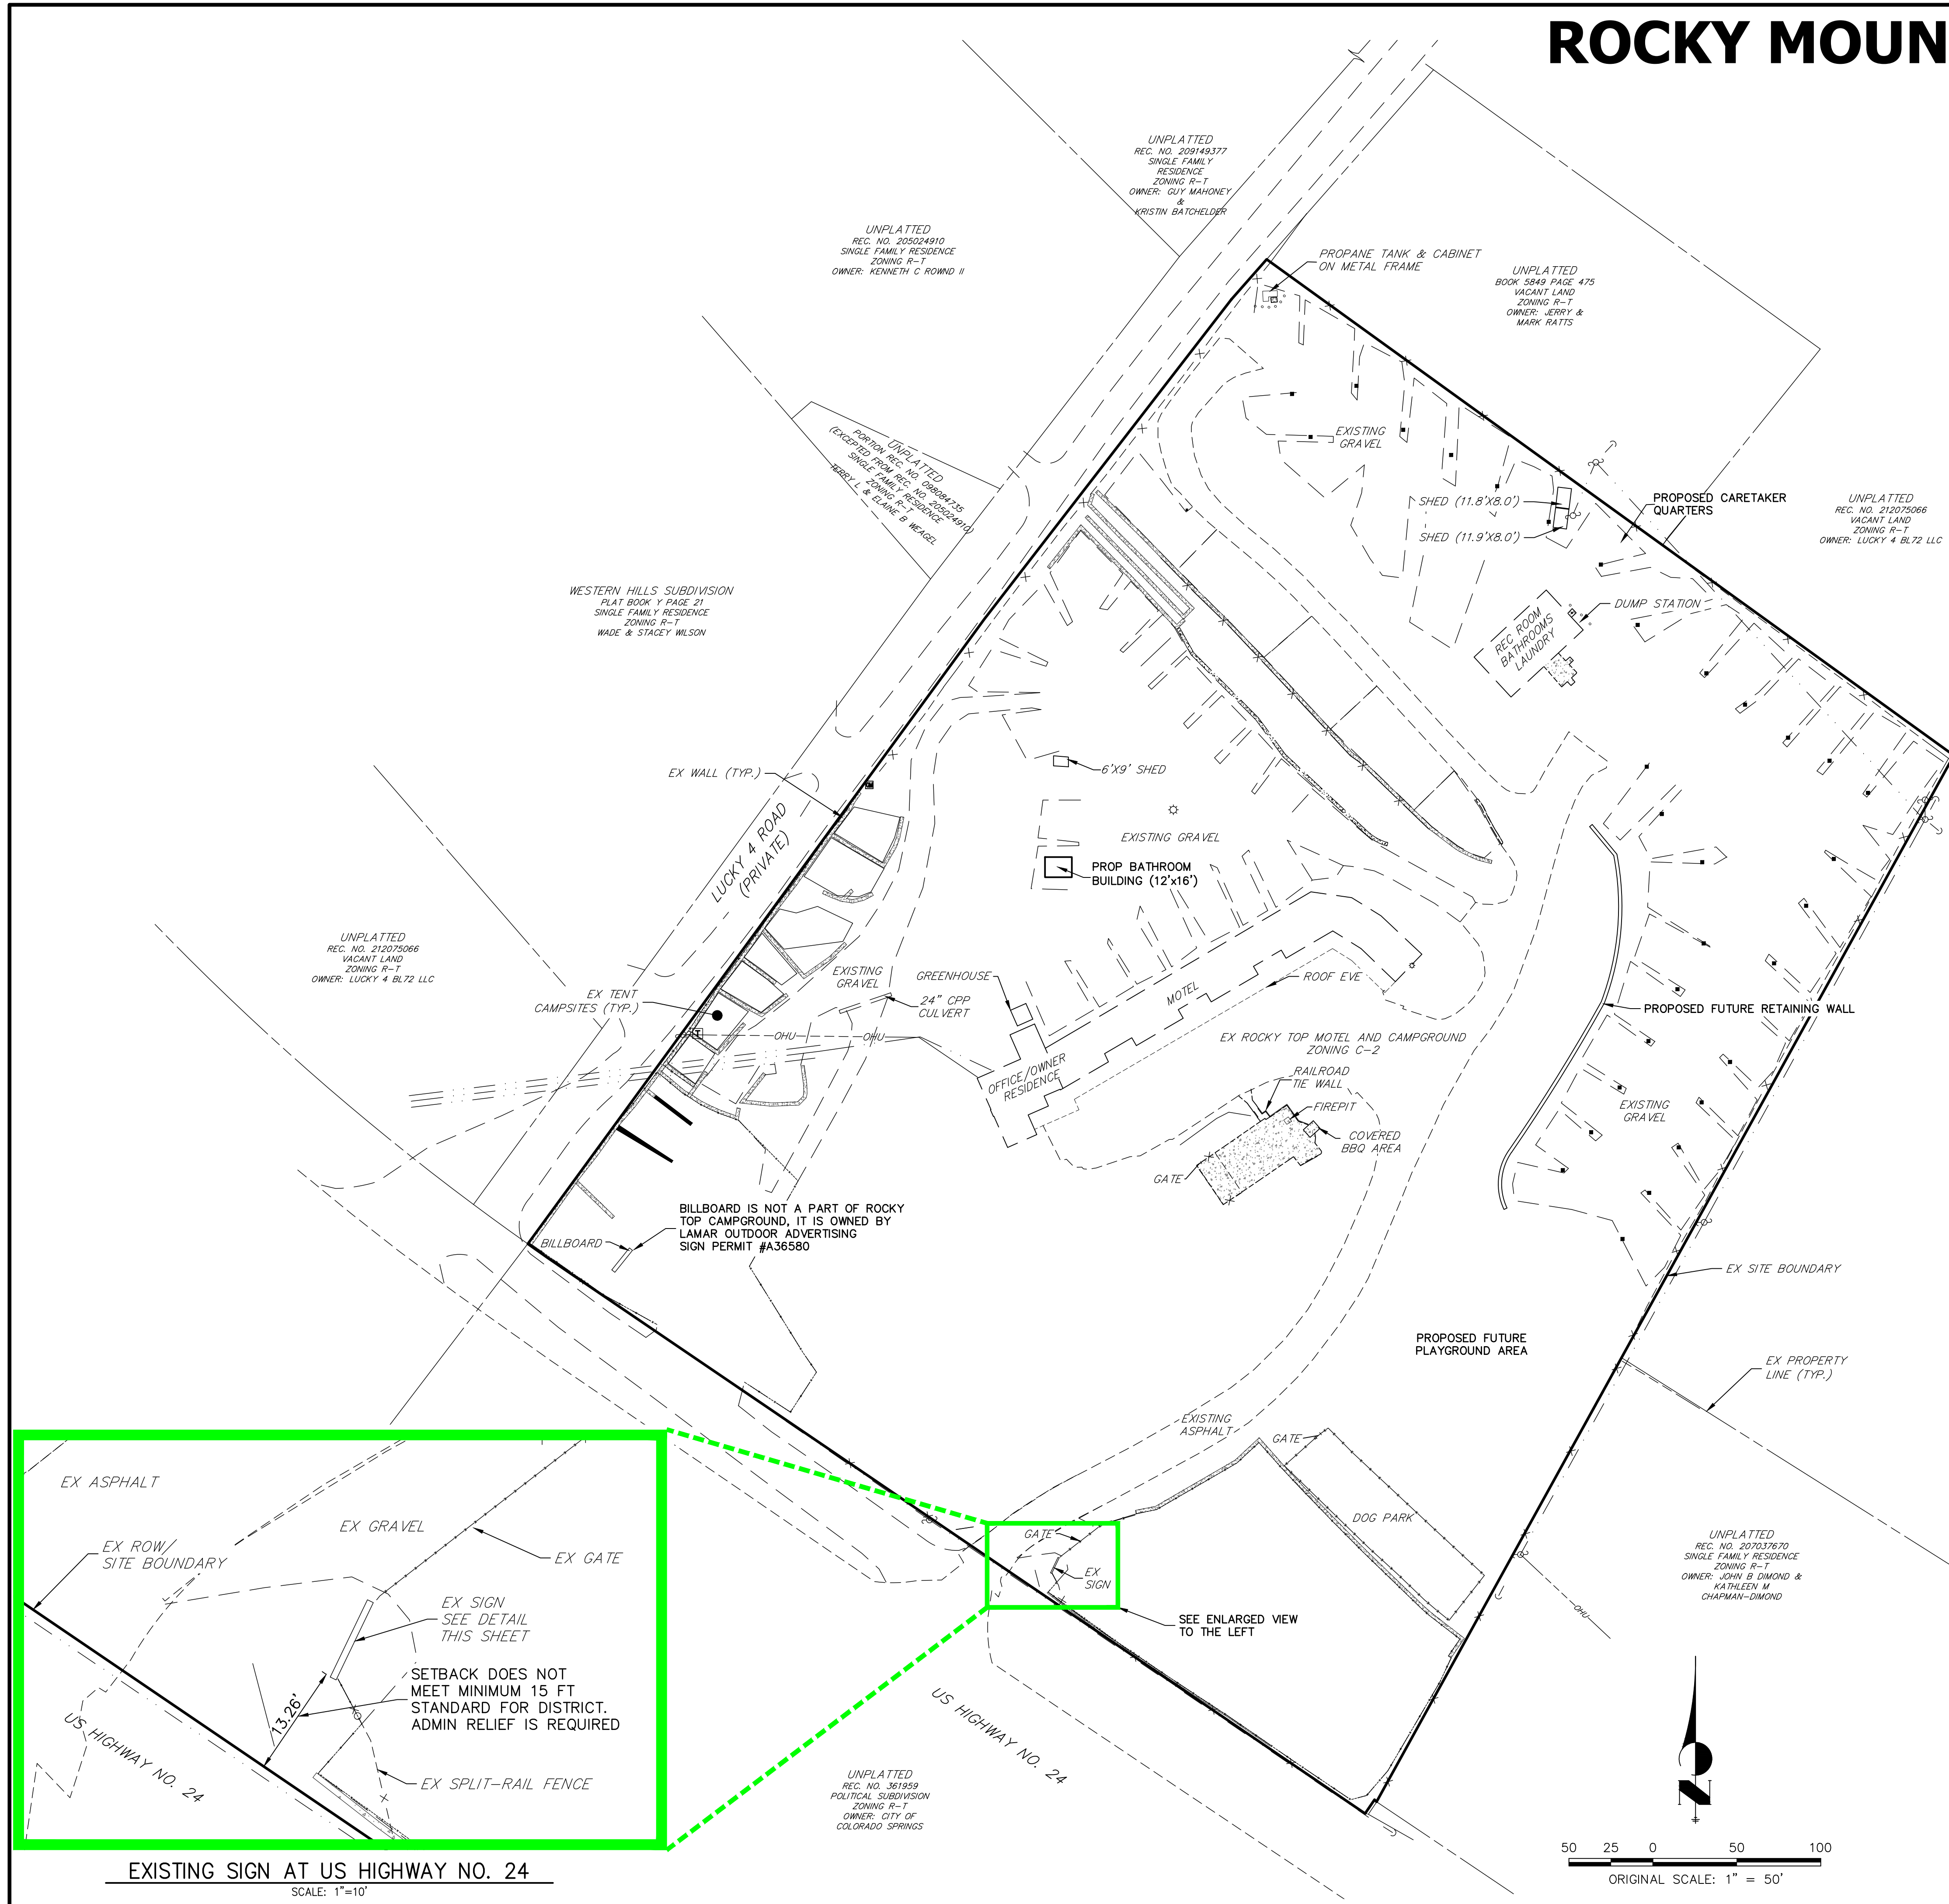 ROCKY MOUN
UNPLATTED
REC. NO. 209149377
SINGLE FAMILY
RESIDENCE
ZONING R-T
OWNER: GUY MAHONEY
&
KRISTIN BATCHELDER
UNPLATTED
REC. NO. 205024910
SINGLE FAMILY RESIDENCE
ZONING R-T
OWNER: KENNETH C ROWND II
PROPANE TANK & CABINET
ON METAL FRAME
UNPLATTED
BOOK 5849 PAGE 475
VACANT LAND
ZONING R-T
OWNER: JERRY &
MARK RATTS
UNPLATTED
PORTION REC. NO. 098084735
(EXCEPTED FROM REC. NO. 205024910)
SINGLE FAMILY RESIDENCE
ZONING R-T
TERRY L & ELAINE B WEAGEL
EXISTING
GRAVEL
SHED (11.8'X8.0')
SHED (11.9'X8.0')
PROPOSED CARETAKER
QUARTERS
UNPLATTED
REC. NO. 212075066
VACANT LAND
ZONING R-T
OWNER: LUCKY 4 BL72 LLC
WESTERN HILLS SUBDIVISION
PLAT BOOK Y PAGE 21
SINGLE FAMILY RESIDENCE
ZONING R-T
WADE & STACEY WILSON
DUMP STATION
REC ROOM
BATHROOMS
LAUNDRY
EX WALL (TYP.)
6'X9' SHED
LUCKY 4 ROAD
(PRIVATE)
EXISTING GRAVEL
PROP BATHROOM
BUILDING (12'x16')
UNPLATTED
REC. NO. 212075066
VACANT LAND
ZONING R-T
OWNER: LUCKY 4 BL72 LLC
EXISTING
GRAVEL
GREENHOUSE
24" CPP
CULVERT
EX TENT
CAMPSITES (TYP.)
T
OHU
OHU
MOTEL
ROOF EVE
PROPOSED FUTURE RETAINING WALL
EX ROCKY TOP MOTEL AND CAMPGROUND
ZONING C-2
OFFICE/OWNER
RESIDENCE
RAILROAD
TIE WALL
FIREPIT
COVERED
BBQ AREA
GATE
EXISTING
GRAVEL
BILLBOARD IS NOT A PART OF ROCKY
TOP CAMPGROUND, IT IS OWNED BY
LAMAR OUTDOOR ADVERTISING
SIGN PERMIT #A36580
BILLBOARD
EX SITE BOUNDARY
PROPOSED FUTURE
PLAYGROUND AREA
EX PROPERTY
LINE (TYP.)
EXISTING
ASPHALT
GATE
DOG PARK
GATE
EX
SIGN
SEE ENLARGED VIEW
TO THE LEFT
OHU
UNPLATTED
REC. NO. 207037670
SINGLE FAMILY RESIDENCE
ZONING R-T
OWNER: JOHN B DIMOND &
KATHLEEN M
CHAPMAN-DIMOND
US HIGHWAY NO. 24
UNPLATTED
REC. NO. 361959
POLITICAL SUBDIVISION
ZONING R-T
OWNER: CITY OF
COLORADO SPRINGS
EX ASPHALT
EX GRAVEL
EX ROW/
SITE BOUNDARY
EX GATE
EX SIGN
SEE DETAIL
THIS SHEET
SETBACK DOES NOT
MEET MINIMUM 15 FT
STANDARD FOR DISTRICT.
ADMIN RELIEF IS REQUIRED
13.26'
US HIGHWAY NO. 24
EX SPLIT-RAIL FENCE
EXISTING SIGN AT US HIGHWAY NO. 24
SCALE: 1"=10'
N
50 25 0 50 100
ORIGINAL SCALE: 1" = 50'